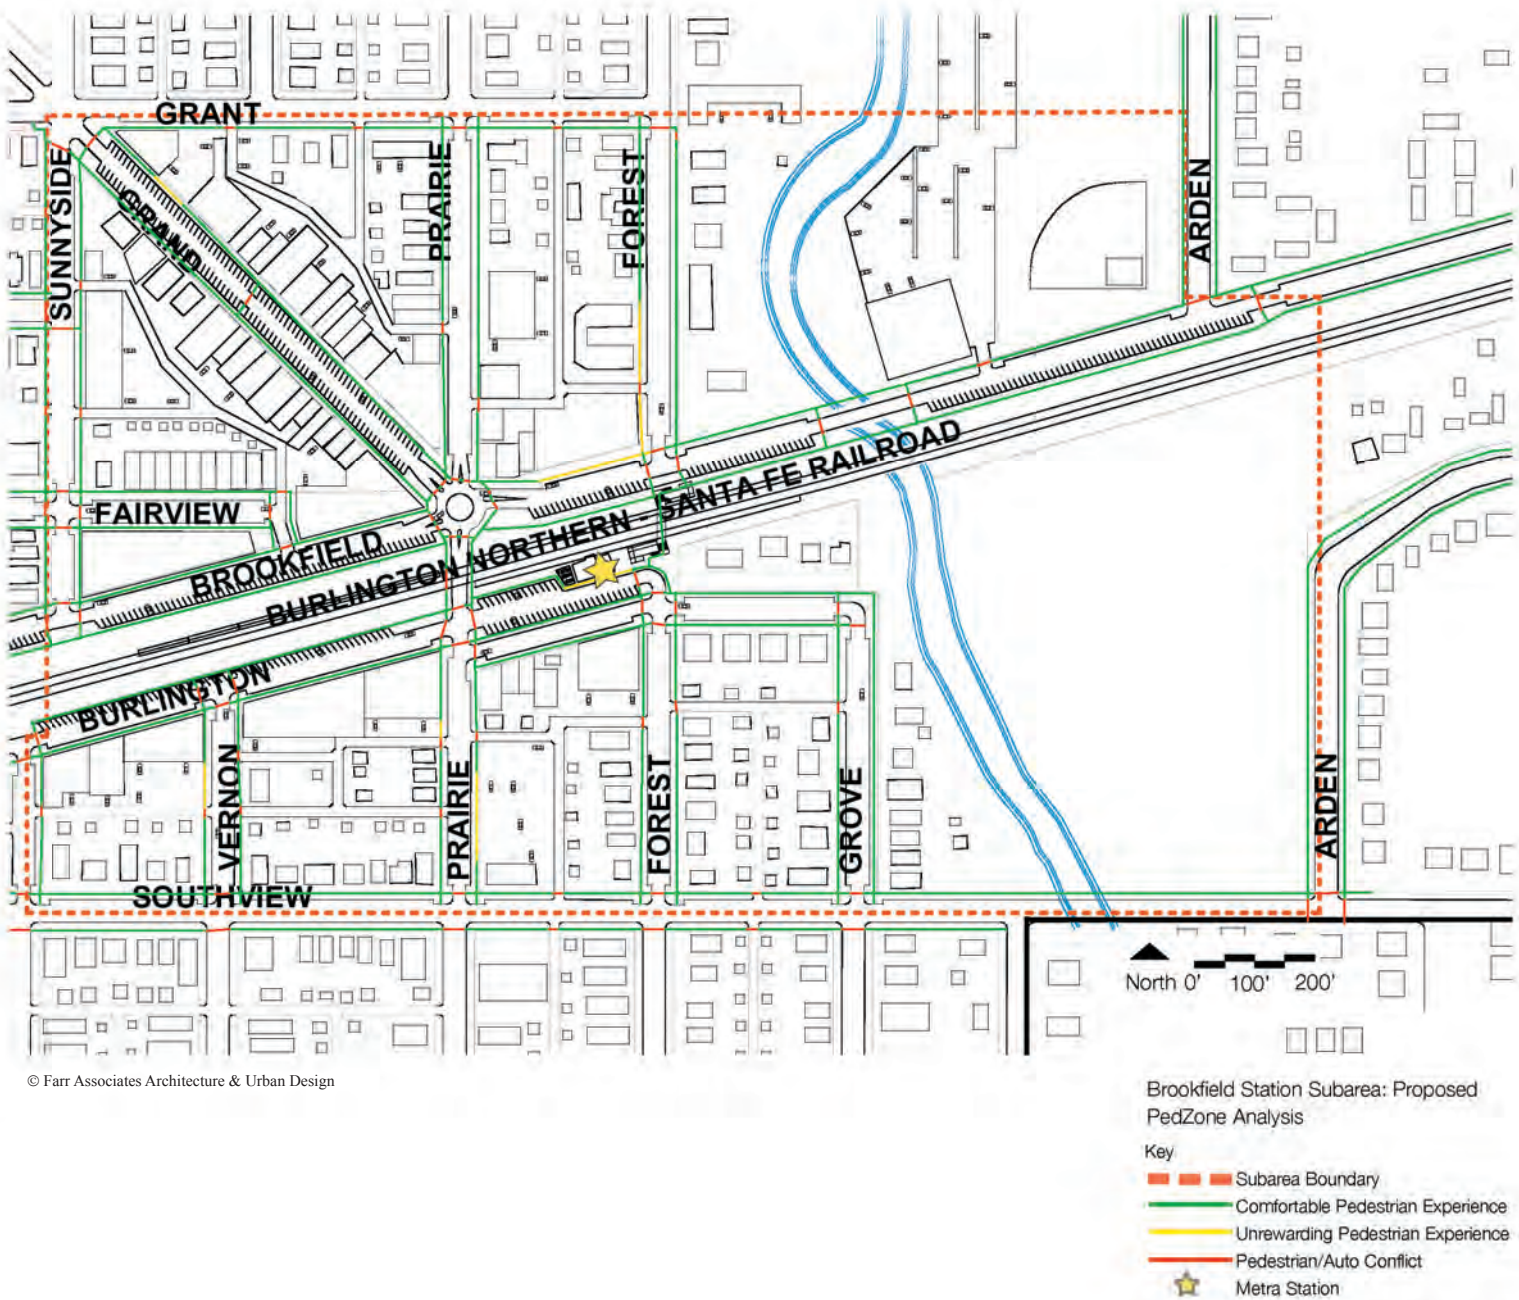 GRANT
SUNNYSIDE
GRAND
PRAIRIE
FOREST
ARDEN
FAIRVIEW
BROOKFIELD
BURLINGTON NORTHERN - SANTA FE RAILROAD
BURLINGTON
VERNON
PRAIRIE
FOREST
GROVE
ARDEN
SOUTHVIEW
North 0' 100' 200'
© Farr Associates Architecture & Urban Design
Brookfield Station Subarea: Proposed
PedZone Analysis
Key
Subarea Boundary
Comfortable Pedestrian Experience
Unrewarding Pedestrian Experience
Pedestrian/Auto Conflict
Metra Station